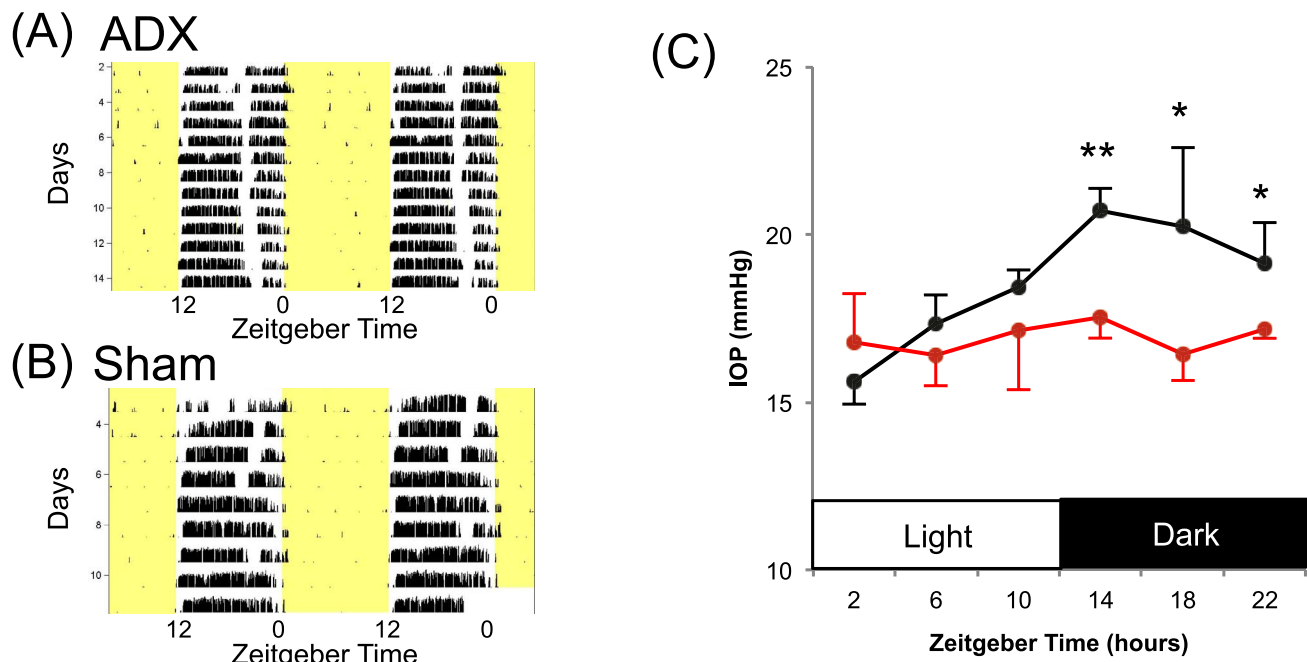 (A) ADX
2
4
6
8
10
12
14
Days
12 0 12 0
Zeitgeber Time
(B) Sham
4
6
8
10
Days
12 0 12 0
Zeitgeber Time
(C)
25
20
15
10
IOP (mmHg)
**
*
*
Light Dark
2 6 10 14 18 22
Zeitgeber Time (hours)